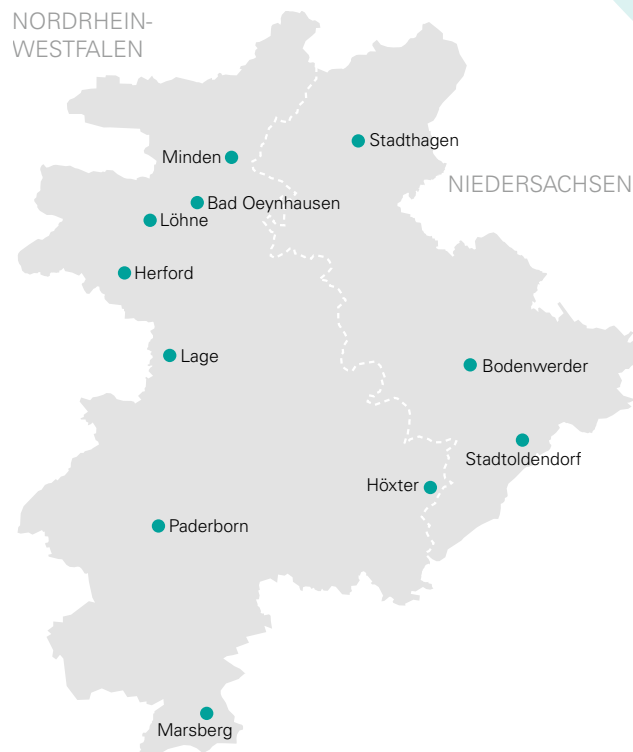 NORDRHEIN-
WESTFALEN
Stadthagen
Minden
NIEDERSACHSEN
Bad Oeynhausen
Löhne
Herford
Lage
Bodenwerder
Stadtoldendorf
Höxter
Paderborn
Marsberg